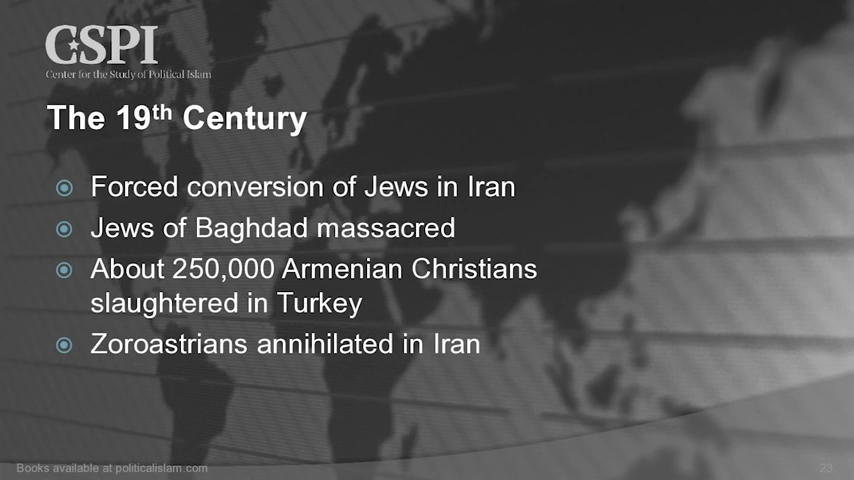 CSPI
Center for the Study of Political Islam
The 19th Century
Forced conversion of Jews in Iran
Jews of Baghdad massacred
About 250,000 Armenian Christians
slaughtered in Turkey
Zoroastrians annihilated in Iran
Books available at politicalislam.com
23